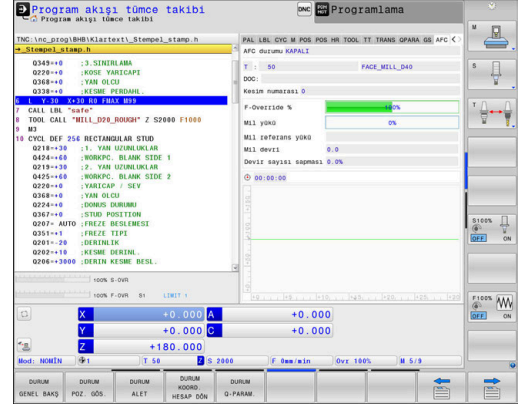 Program akışı tümce takibi
Program akışı tümce takibi
DNC
Programlama
TNC:\nc_prog\BHB\Klartext\_Stempel_stamp.h
→_Stempel_stamp.h
Q349=+0 ;3.SINIRLAMA
Q220=+0 ;KOSE YARICAPI
Q368=+0 ;YAN OLCU
Q338=+0 ;KESME PERDAHL.
6 L Y-30 X+30 R0 FMAX M99
7 CALL LBL "safe"
8 TOOL CALL "MILL_D20_ROUGH" Z S2000 F1000
9 M3
10 CYCL DEF 256 RECTANGULAR STUD
Q218=+30 ;1. YAN UZUNLUKLAR
Q424=+60 ;WORKPC. BLANK SIDE 1
Q219=+30 ;2. YAN UZUNLUKLAR
Q425=+60 ;WORKPC. BLANK SIDE 2
Q220=+0 ;YARICAP / SEV
Q368=+0 ;YAN OLCU
Q224=+0 ;DONUS DURUMU
Q367=+0 ;STUD POSITION
Q207= AUTO ;FREZE BESLEMESI
Q351=+1 ;FREZE TIPI
Q201=-20 ;DERINLIK
Q202=+10 ;KESME DERINL.
Q206=+3000 ;DERIN KESME BESL.
100% S-OVR
100% F-OVR S1 LIMIT 1
PAL LBL CYC M POS POS HR TOOL TT TRANS QPARA GS AFC
AFC durumu KAPALI
T : 50 FACE_MILL_D40
DOC:
Kesim numarası 0
F-Override % 100%
Mil yükü 0%
Mil referans yükü
Mil devri 0.0
Devir sayısı sapması 0.0%
00:00:00
X +0.000 A +0.000
Y +0.000 C +0.000
Z +180.000
Mod: NOMİN 1 T 50 Z S 2000 F 0mm/min Ovr 100% M 5/9
M
S
T
S100%
OFF ON
F100%
OFF ON
DURUM GENEL BAKŞ
DURUM POZ. GÖS.
DURUM ALET
DURUM KOORD. HESAP DÖN
DURUM Q-PARAM.